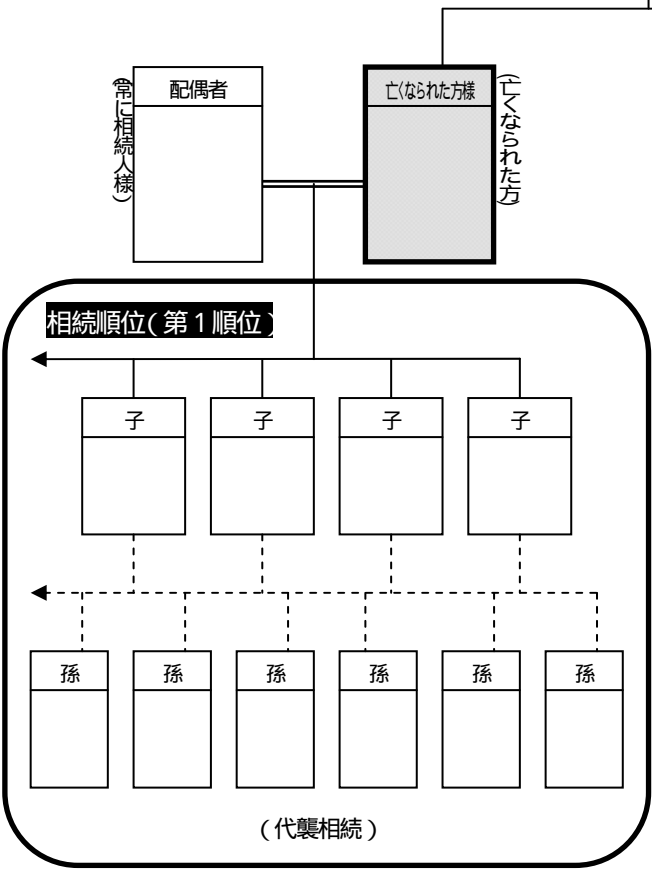 (常に相続人様)
配偶者
亡くなられた方様
(亡くなられた方)
相続順位(第1順位)
子
子
子
子
孫
孫
孫
孫
孫
孫
(代襲相続)